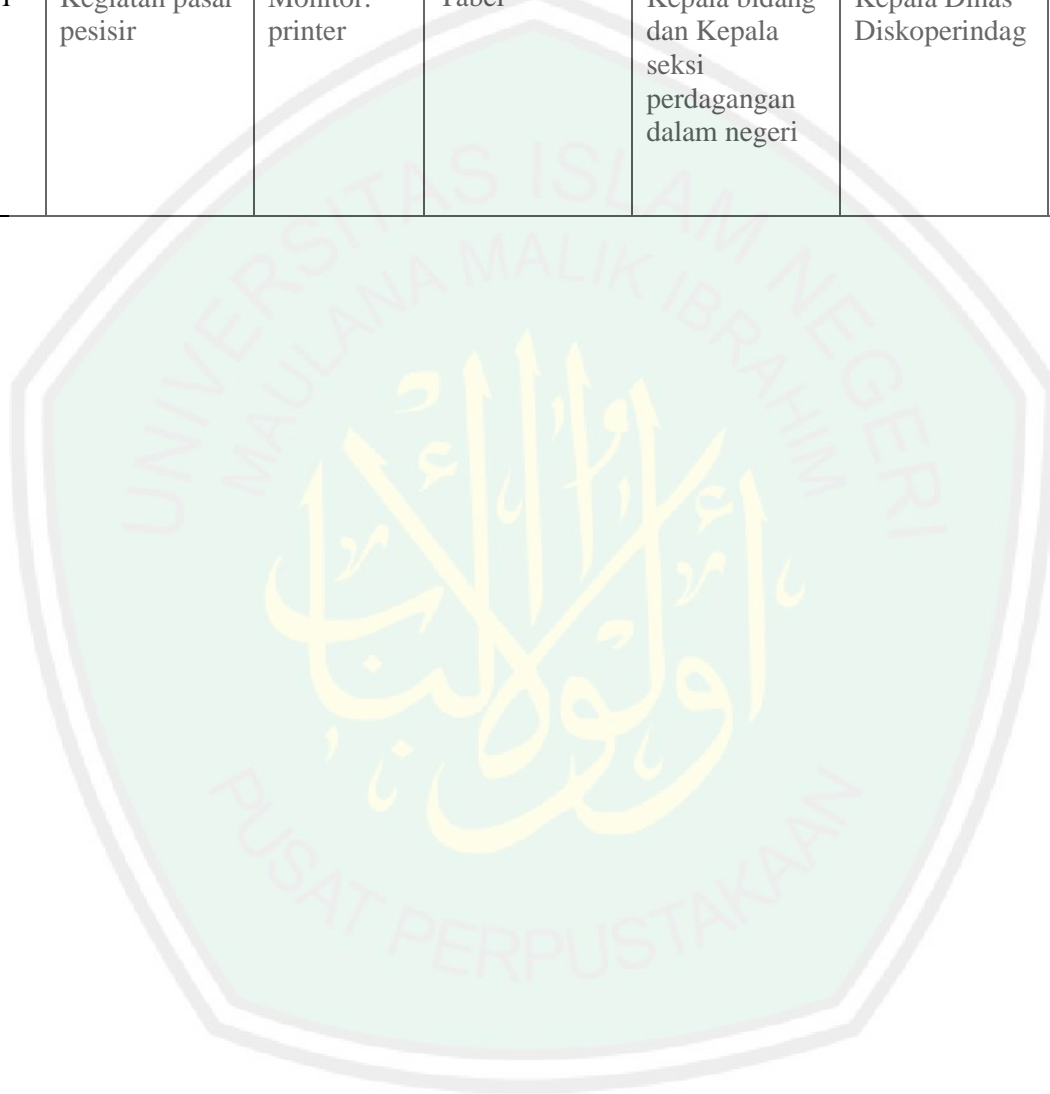 Kegiatan pasar
pesisir
Monitor:
printer
Tabel
Kepala bidang
dan Kepala
seksi
perdagangan
dalam negeri
Kepala Dinas
Diskoperindag
UNIVERSITAS ISLAM NEGERI
MAULANA MALIK IBRAHIM
أولوا الألباب
PUSAT PERPUSTAKAAN